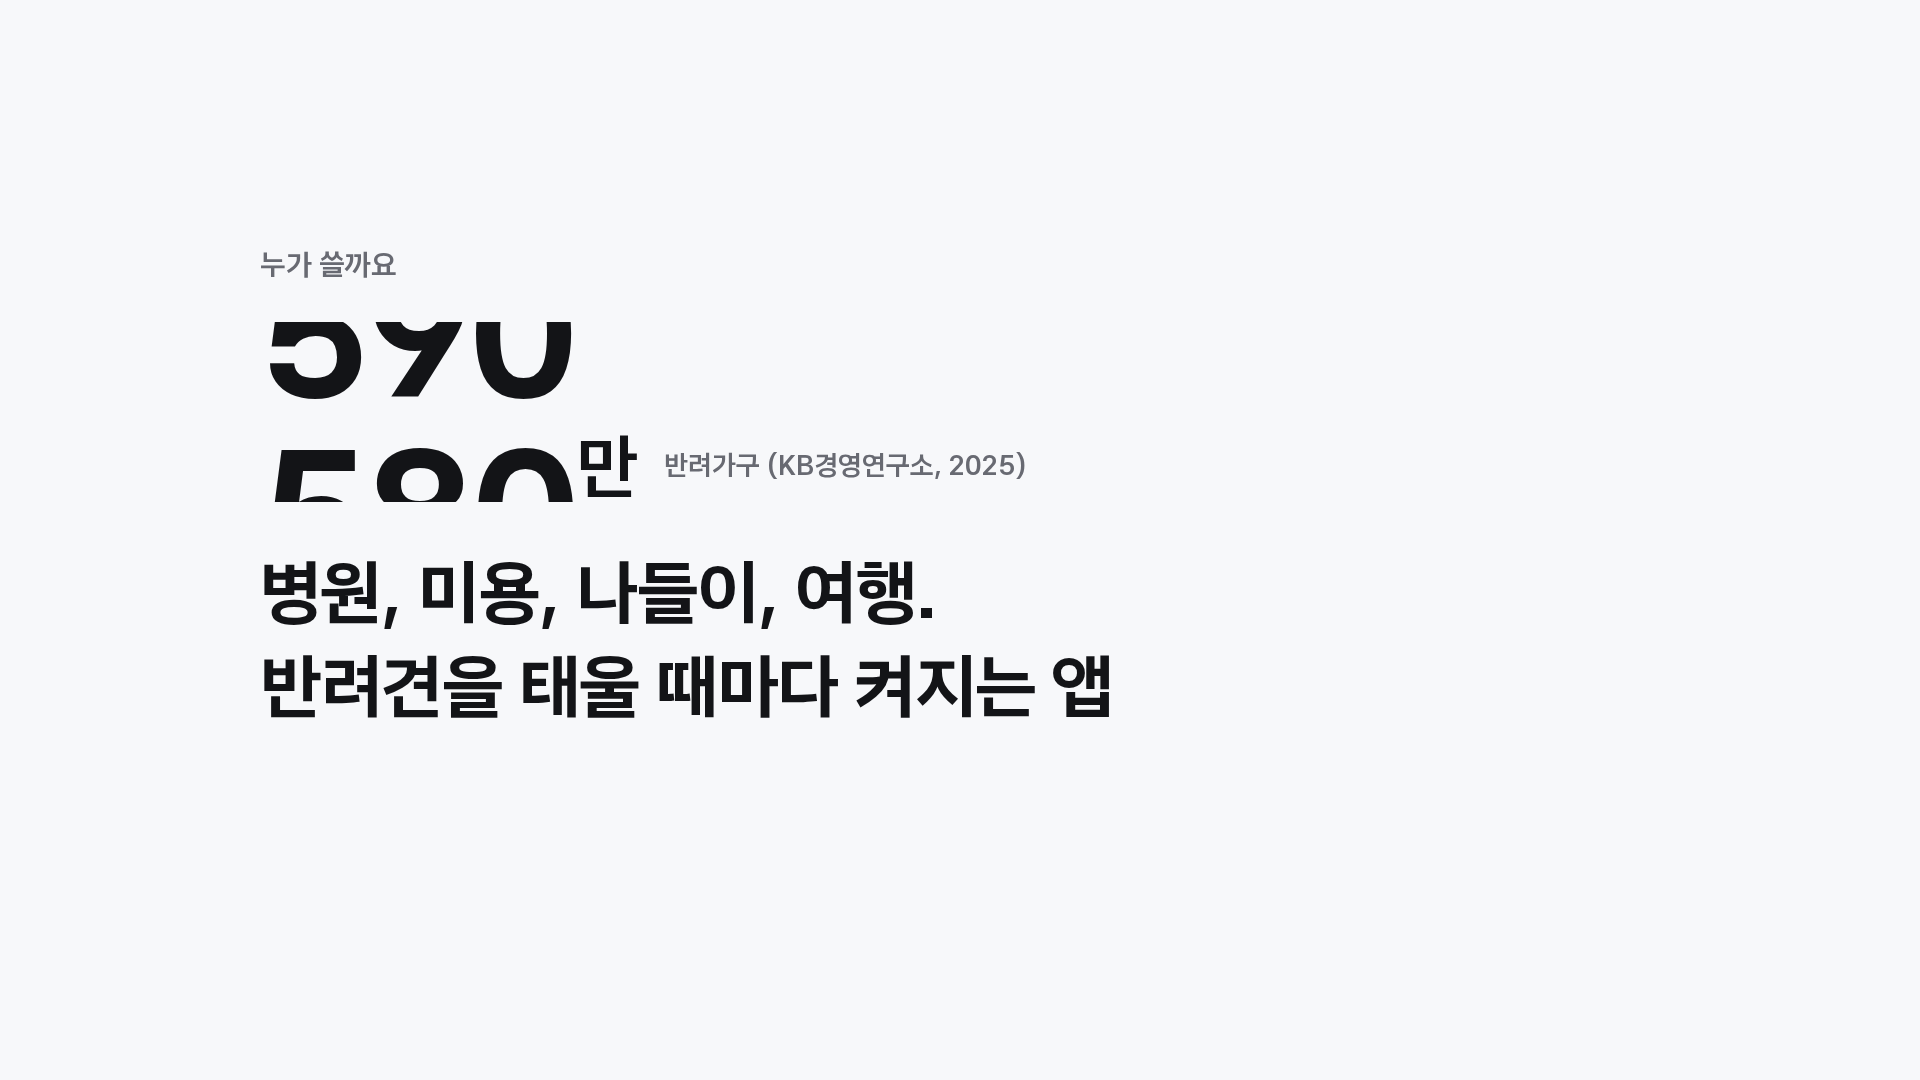 누가 쓸까요
590
580만 반려가구 (KB경영연구소, 2025)
병원, 미용, 나들이, 여행.
반려견을 태울 때마다 켜지는 앱